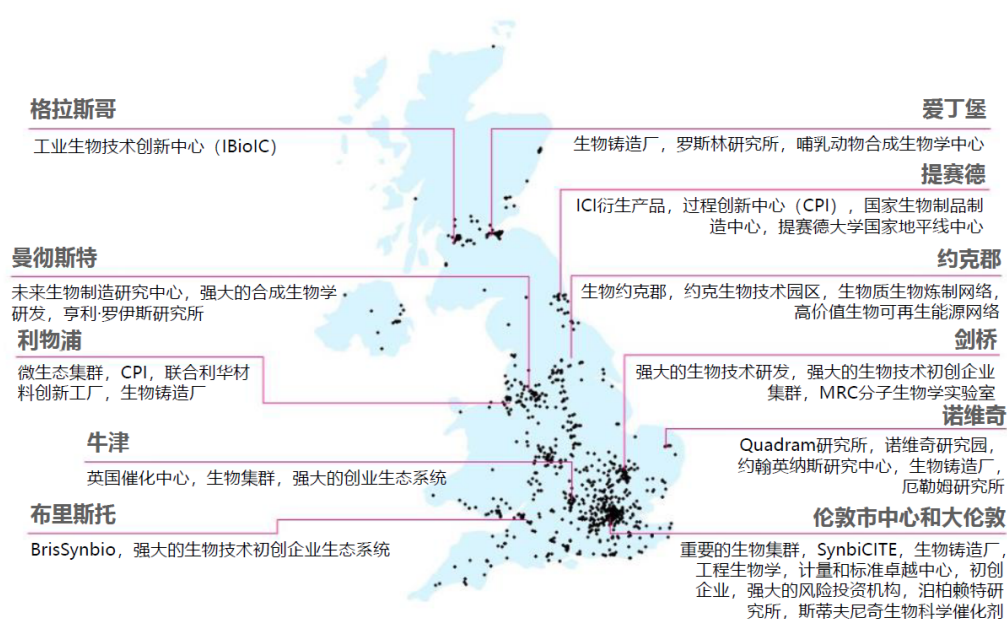 格拉斯哥
工业生物技术创新中心（IBioIC）
爱丁堡
生物铸造厂，罗斯林研究所，哺乳动物合成生物学中心
提赛德
ICI衍生产品，过程创新中心（CPI），国家生物制品制
造中心，提赛德大学国家地平线中心
曼彻斯特
未来生物制造研究中心，强大的合成生物学
研发，亨利·罗伊斯研究所
约克郡
生物约克郡，约克生物技术园区，生物质生物炼制网络，
高价值生物可再生能源网络
利物浦
微生态集群，CPI，联合利华材
料创新工厂，生物铸造厂
剑桥
强大的生物技术研发，强大的生物技术初创企业
集群，MRC分子生物学实验室
诺维奇
Quadram研究所，诺维奇研究园，
约翰英纳斯研究中心，生物铸造厂，
厄勒姆研究所
牛津
英国催化中心，生物集群，强大的创业生态系统
布里斯托
BrisSynbio，强大的生物技术初创企业生态系统
伦敦市中心和大伦敦
重要的生物集群，SynbiCITE，生物铸造厂，
工程生物学，计量和标准卓越中心，初创
企业，强大的风险投资机构，泊柏赖特研
究所，斯蒂夫尼奇生物科学催化剂